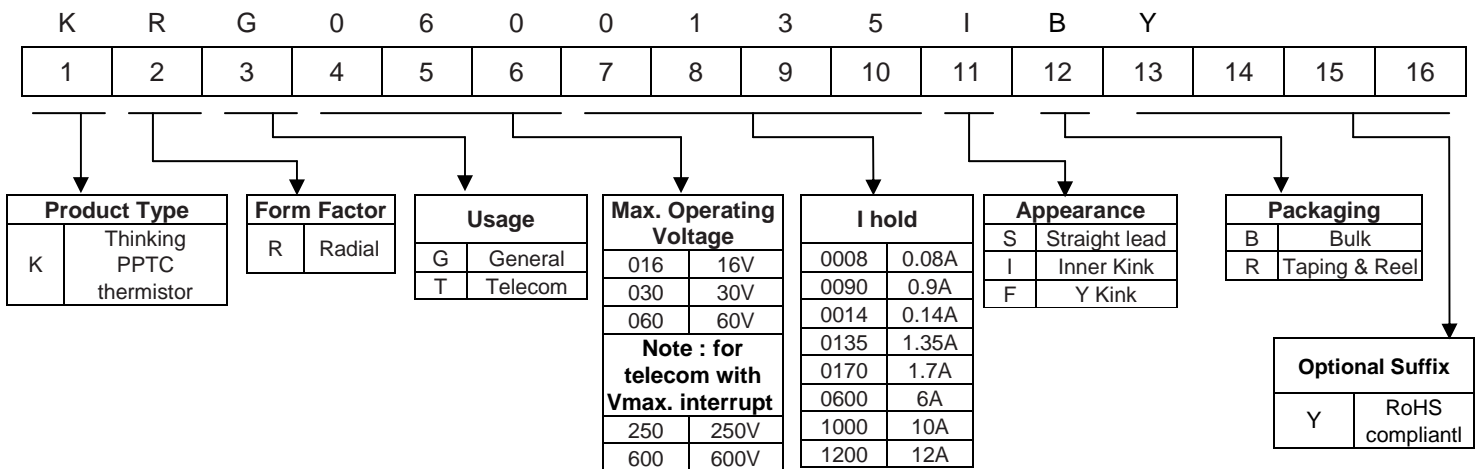 K R G 0 6 0 0 1 3 5 I B Y
1 2 3 4 5 6 7 8 9 10 11 12 13 14 15 16
Product Type
K Thinking
PPTC
thermistor
Form Factor
R Radial
Usage
G General
T Telecom
Max. Operating
Voltage
016 16V
030 30V
060 60V
Note : for
telecom with
Vmax. interrupt
250 250V
600 600V
I hold
0008 0.08A
0090 0.9A
0014 0.14A
0135 1.35A
0170 1.7A
0600 6A
1000 10A
1200 12A
Appearance
S Straight lead
I Inner Kink
F Y Kink
Packaging
B Bulk
R Taping & Reel
Optional Suffix
Y RoHS
compliantl